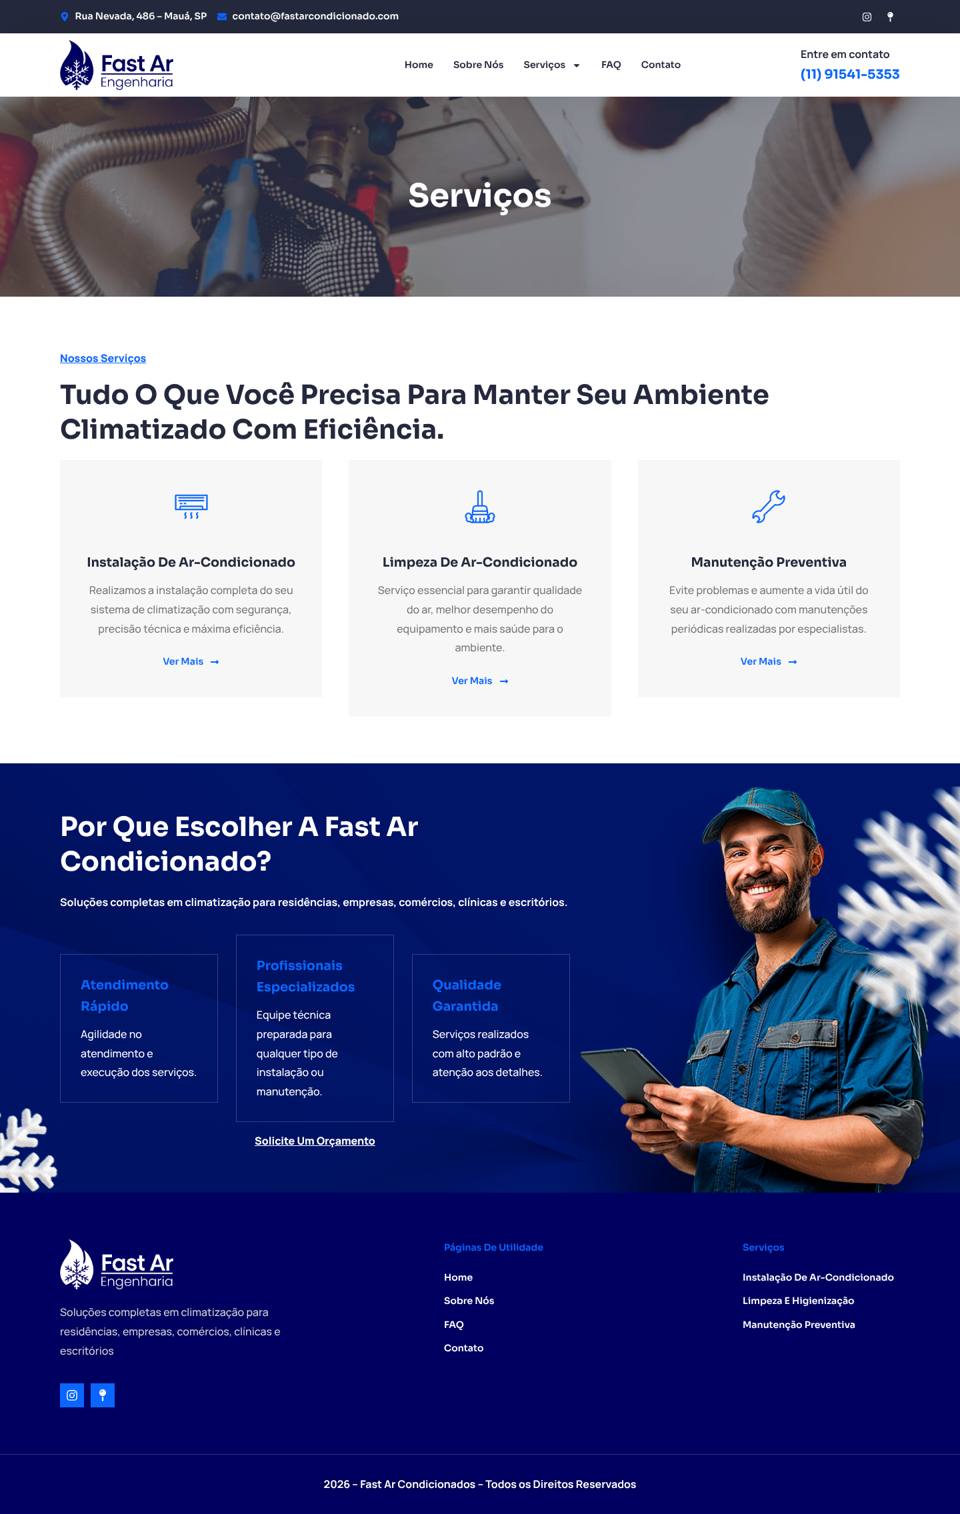 Rua Nevada, 486 – Mauá, SP contato@fastarcondicionado.com
Fast Ar
Engenharia
Home Sobre Nós Serviços FAQ Contato
Entre em contato
(11) 91541-5353
Serviços
Nossos Serviços
Tudo O Que Você Precisa Para Manter Seu Ambiente
Climatizado Com Eficiência.
Instalação De Ar-Condicionado
Realizamos a instalação completa do seu
sistema de climatização com segurança,
precisão técnica e máxima eficiência.
Ver Mais
Limpeza De Ar-Condicionado
Serviço essencial para garantir qualidade
do ar, melhor desempenho do
equipamento e mais saúde para o
ambiente.
Ver Mais
Manutenção Preventiva
Evite problemas e aumente a vida útil do
seu ar-condicionado com manutenções
periódicas realizadas por especialistas.
Ver Mais
Por Que Escolher A Fast Ar
Condicionado?
Soluções completas em climatização para residências, empresas, comércios, clínicas e escritórios.
Atendimento
Rápido
Agilidade no
atendimento e
execução dos serviços.
Profissionais
Especializados
Equipe técnica
preparada para
qualquer tipo de
instalação ou
manutenção.
Qualidade
Garantida
Serviços realizados
com alto padrão e
atenção aos detalhes.
Solicite Um Orçamento
Fast Ar
Engenharia
Soluções completas em climatização para
residências, empresas, comércios, clínicas e
escritórios
Páginas De Utilidade
Home
Sobre Nós
FAQ
Contato
Serviços
Instalação De Ar-Condicionado
Limpeza E Higienização
Manutenção Preventiva
2026 – Fast Ar Condicionados – Todos os Direitos Reservados